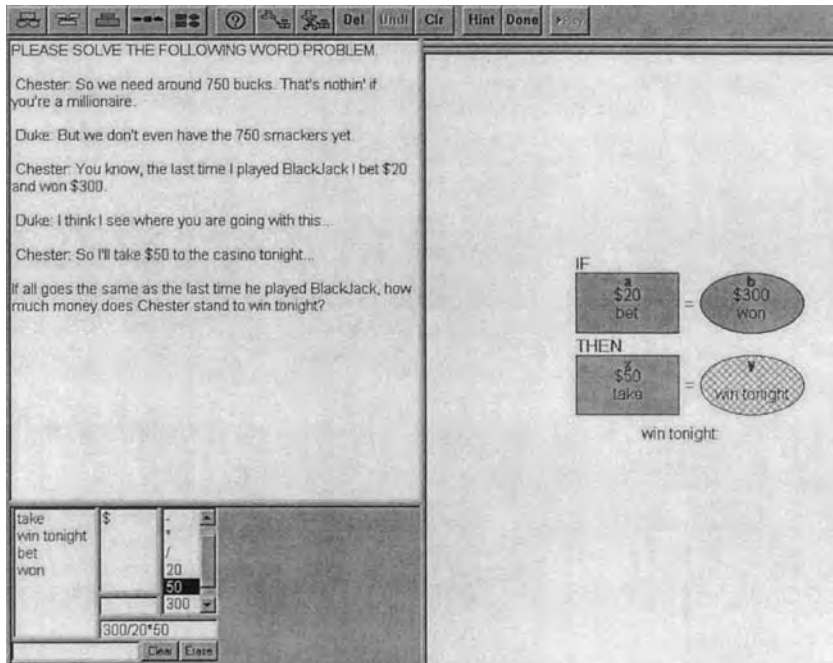 Del Undl Clr Hint Done
PLEASE SOLVE THE FOLLOWING WORD PROBLEM.
Chester: So we need around 750 bucks. That's nothin' if
you're a millionaire.
Duke: But we don't even have the 750 smackers yet.
Chester: You know, the last time I played BlackJack I bet $20
and won $300.
Duke: I think I see where you are going with this...
Chester: So I'll take $50 to the casino tonight...
If all goes the same as the last time he played BlackJack, how
much money does Chester stand to win tonight?
IF
a
$20
bet
=
b
$300
won
THEN
$50
take
=
y
win tonight
win tonight:
take
win tonight
bet
won
$
-
*
/
20
50
300
300/20*50
Clear Erase